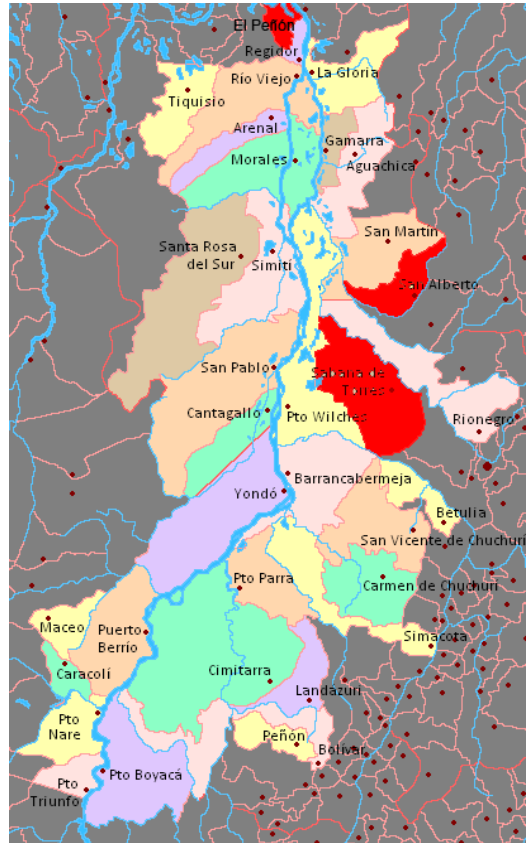 El Peñón
Regidor
Río Viejo
La Gloria
Tiquisio
Arenal
Gamarra
Morales
Aguachica
San Martín
Santa Rosa
del Sur
Simití
San Alberto
San Pablo
Sabana de
Torres
Cantagallo
Pto Wilches
Rionegro
Barrancabermeja
Yondó
Betulia
San Vicente de Chuchurí
Pto Parra
Carmen de Chuchurí
Maceo
Puerto
Berrío
Simacota
Caracolí
Cimitarra
Landazuri
Pto
Nare
Peñón
Bolívar
Pto Boyacá
Pto
Triunfo